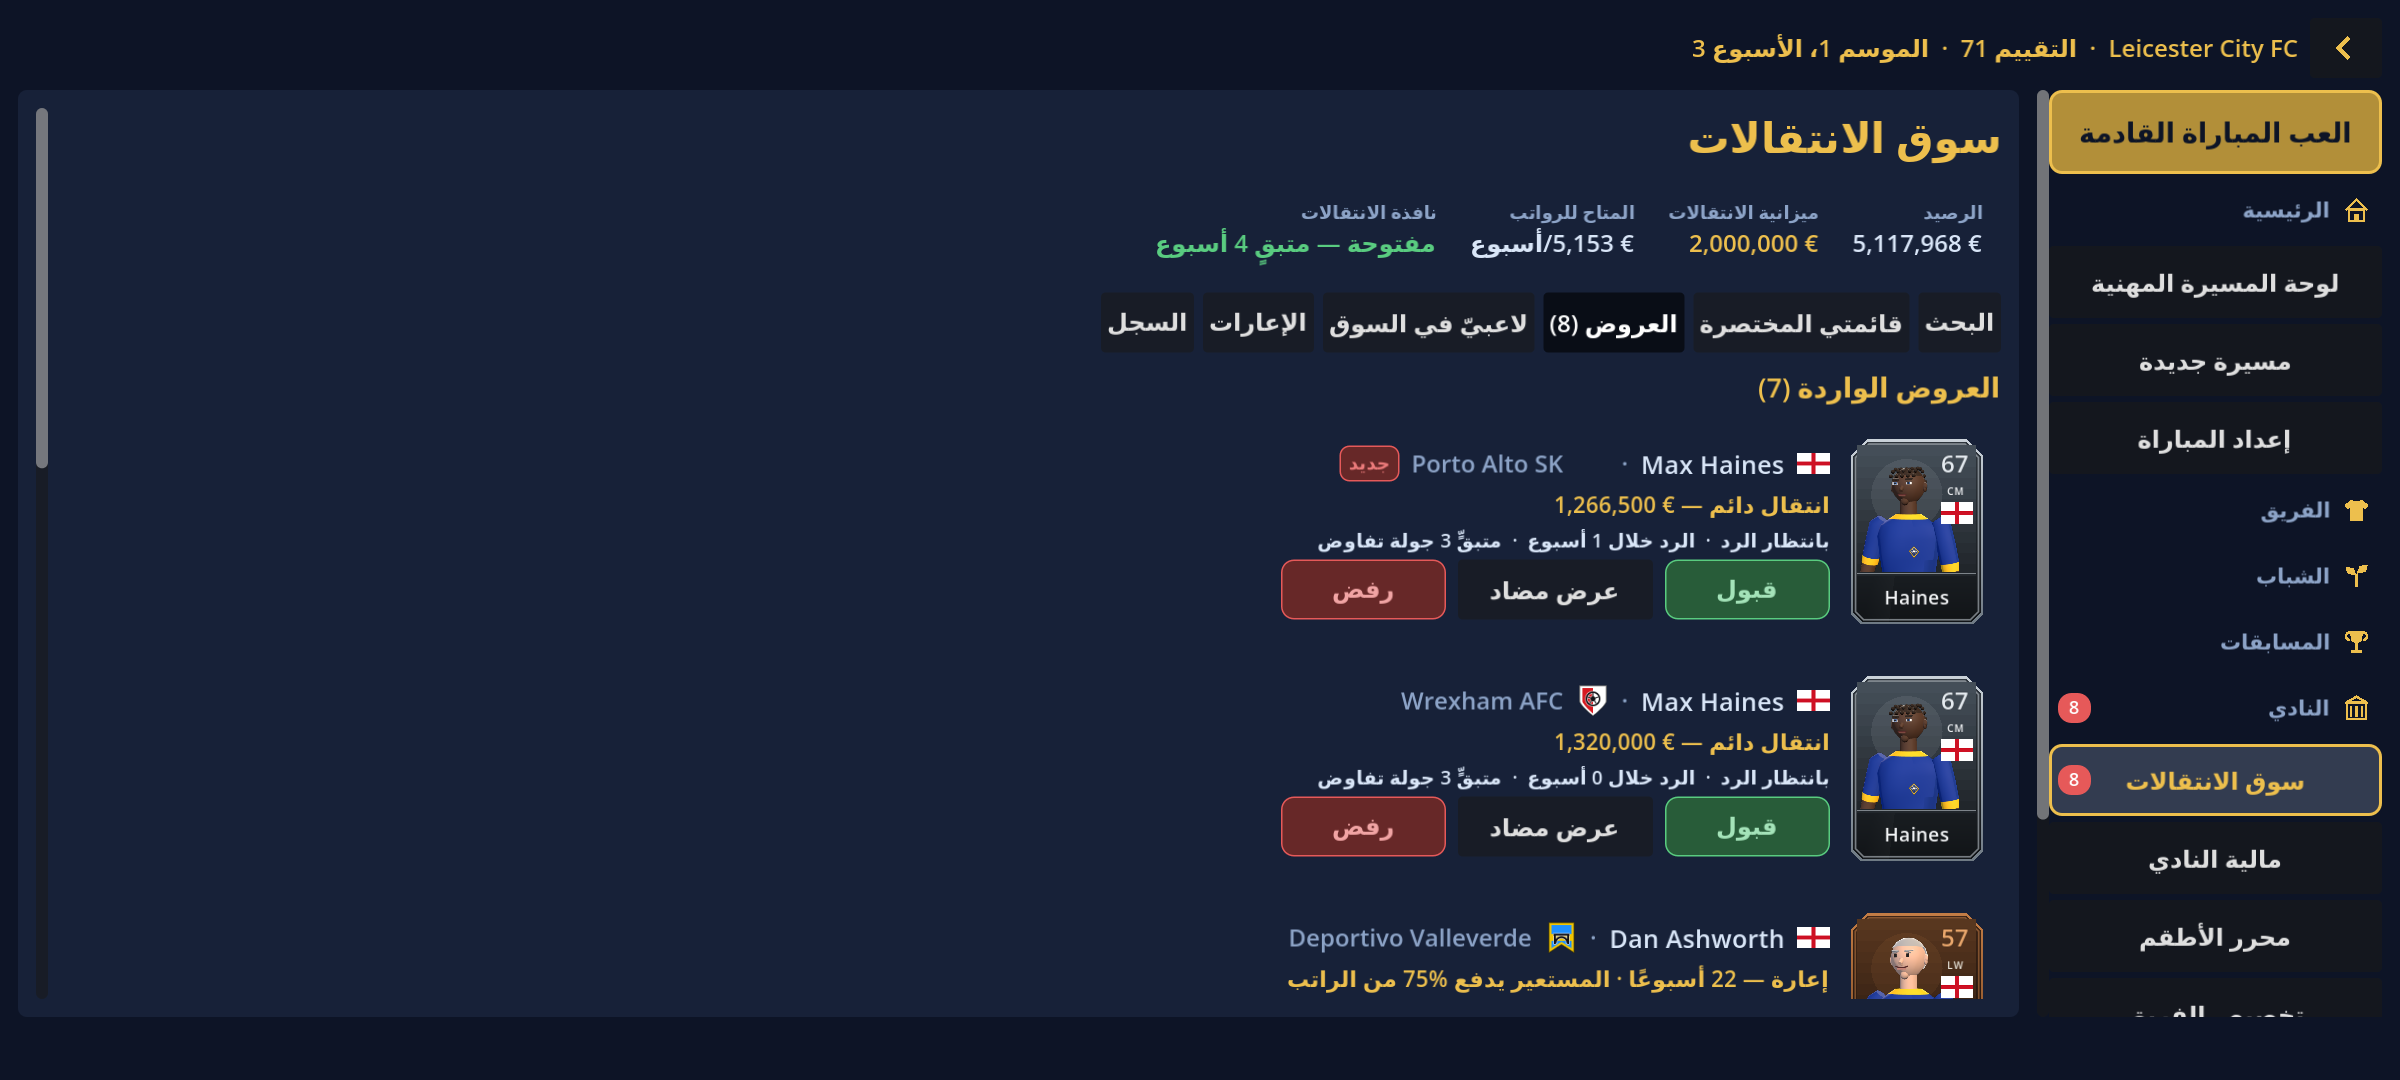 Leicester City FC · التقييم 71 · الموسم 1، الأسبوع 3
العب المباراة القادمة
الرئيسية
لوحة المسيرة المهنية
مسيرة جديدة
إعداد المباراة
الفريق
الشباب
المسابقات
النادي 8
سوق الانتقالات 8
مالية النادي
محرر الأطقم
سوق الانتقالات
الرصيد
5,117,968 €
ميزانية الانتقالات
2,000,000 €
المتاح للرواتب
5,153 €/أسبوع
نافذة الانتقالات
مفتوحة — متبقٍ 4 أسبوع
البحث
قائمتي المختصرة
العروض (8)
لاعبيّ في السوق
الإعارات
السجل
العروض الواردة (7)
67
CM
Haines
Max Haines · Porto Alto SK جديد
انتقال دائم — 1,266,500 €
بانتظار الرد · الرد خلال 1 أسبوع · متبقٍّ 3 جولة تفاوض
قبول
عرض مضاد
رفض
67
CM
Haines
Max Haines · Wrexham AFC
انتقال دائم — 1,320,000 €
بانتظار الرد · الرد خلال 0 أسبوع · متبقٍّ 3 جولة تفاوض
قبول
عرض مضاد
رفض
57
LW
Dan Ashworth · Deportivo Valleverde
إعارة — 22 أسبوعًا · المستعير يدفع 75% من الراتب